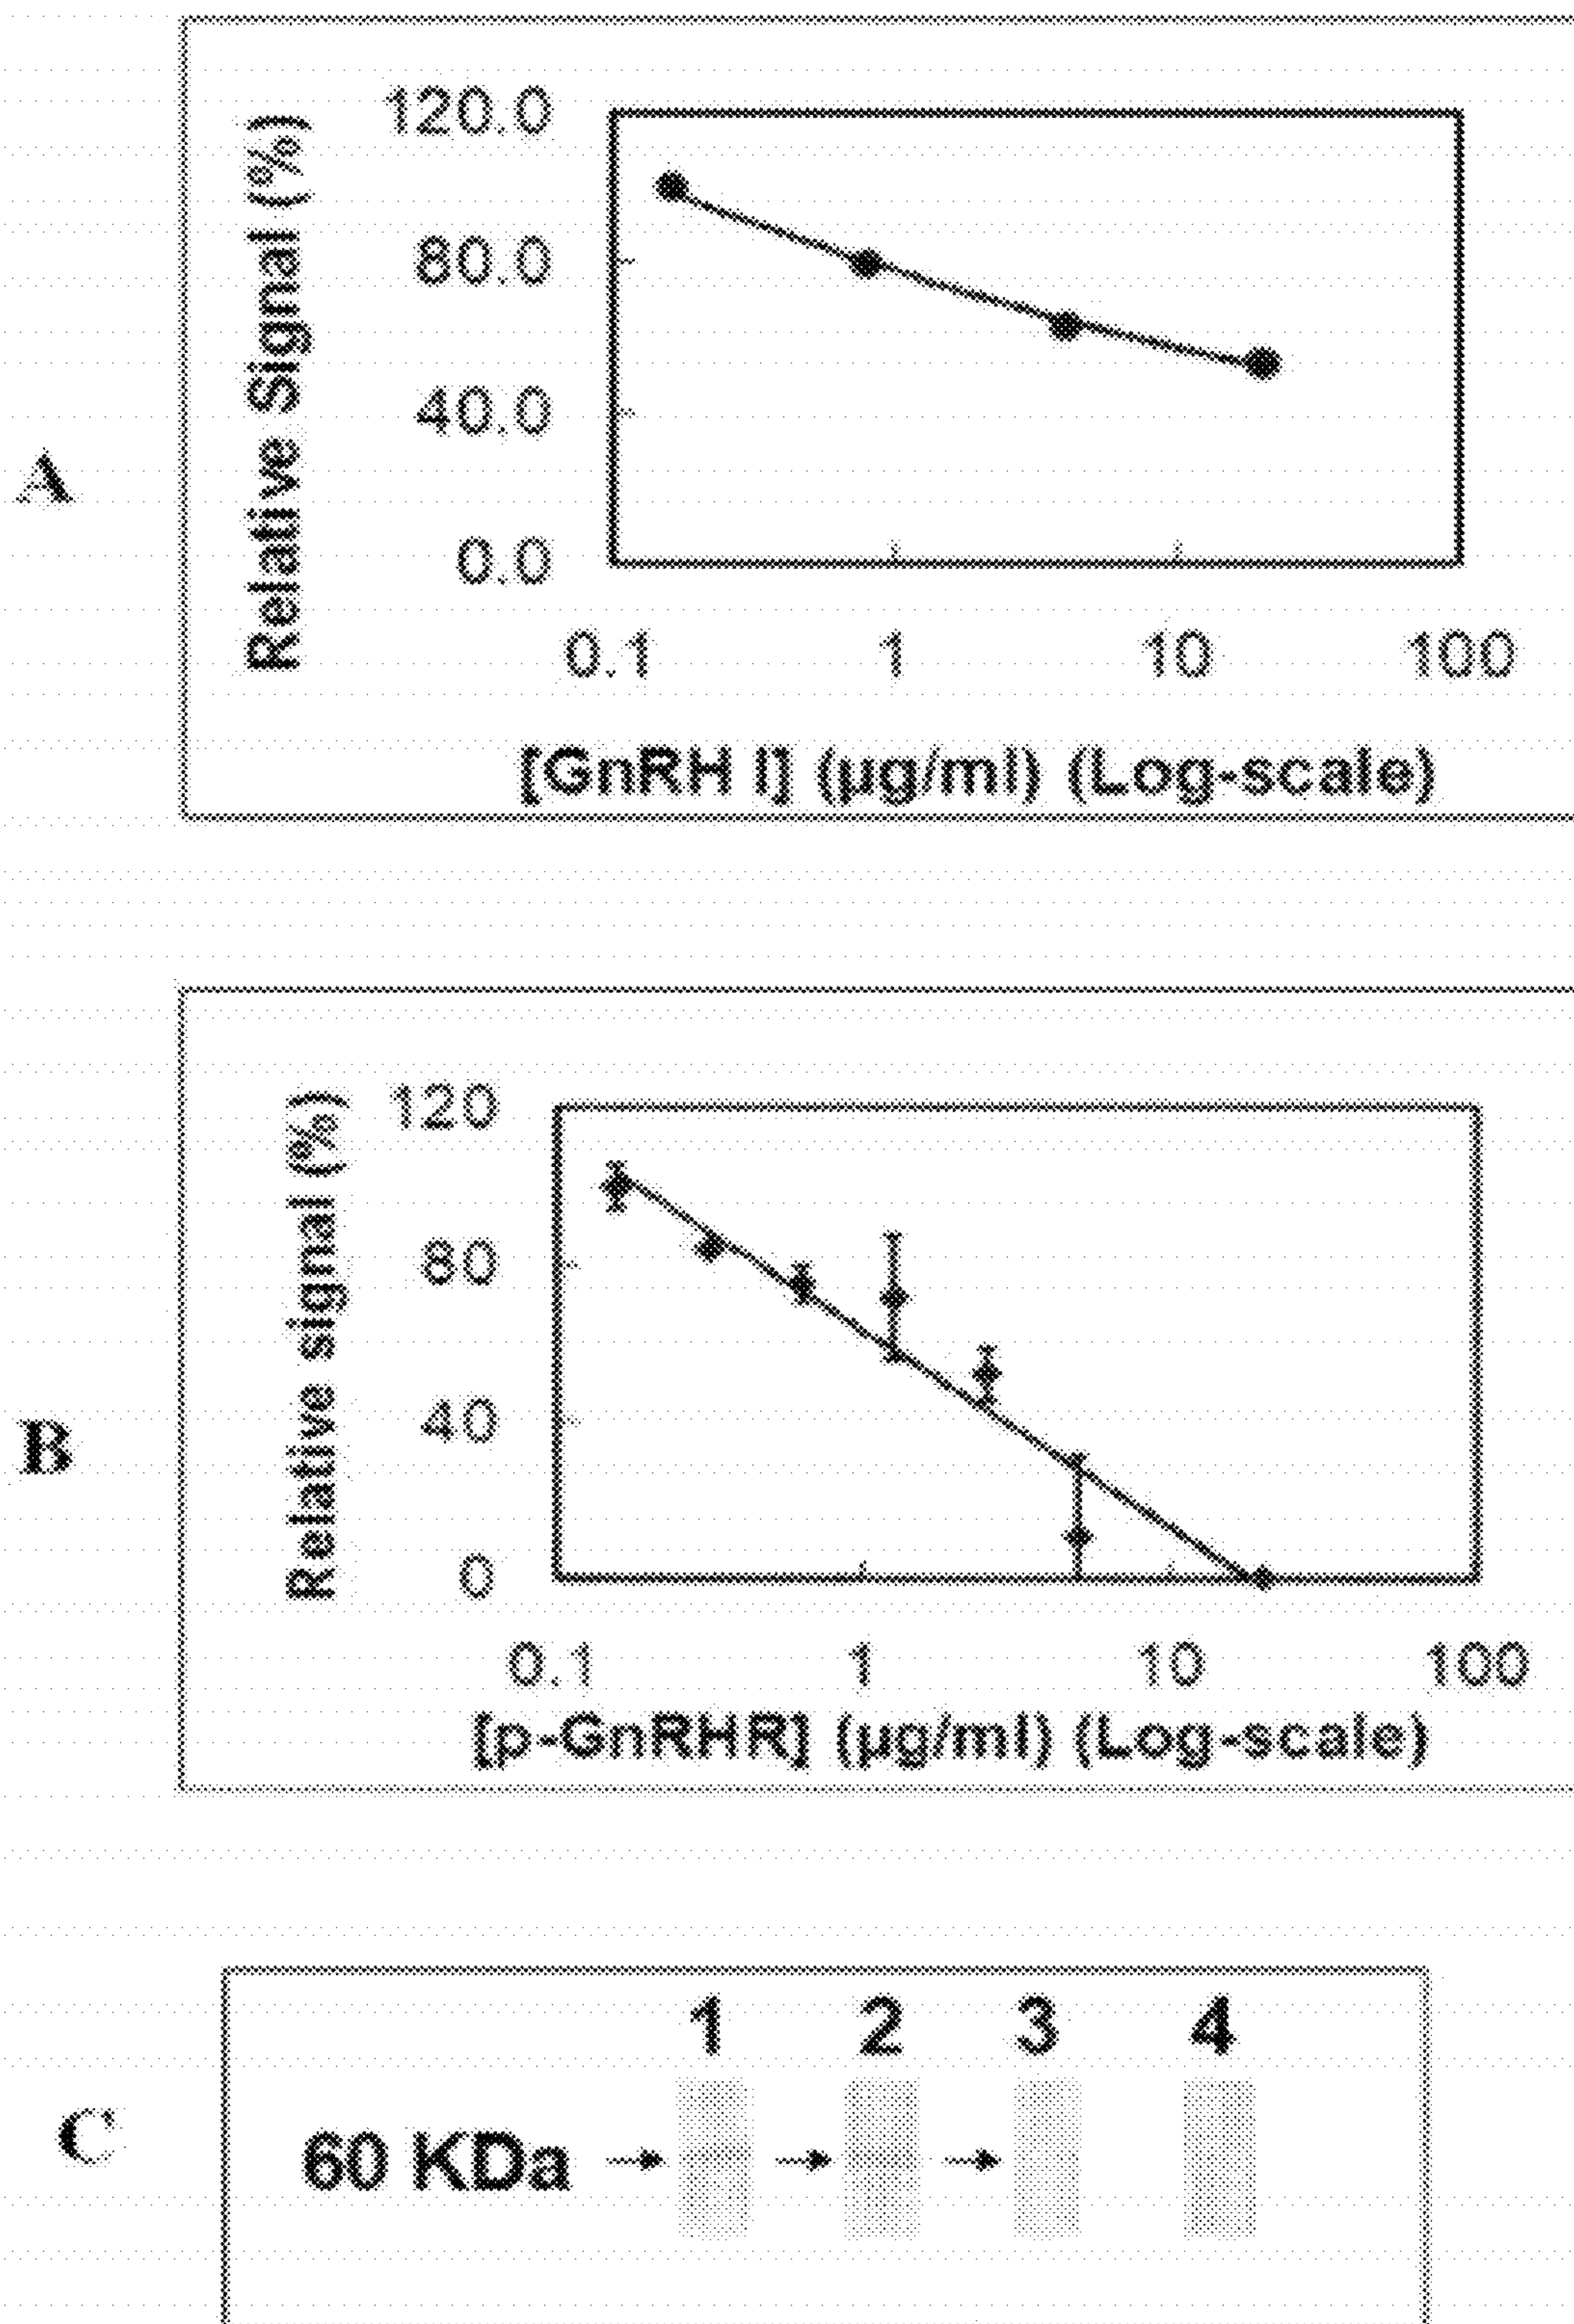 A
Relative Signal (%)
120.0
80.0
40.0
0.0
0.1 1 10 100
[GnRH I] (µg/ml) (Log-scale)
B
Relative signal (%)
120
80
40
0
0.1 1 10 100
[p-GnRHR] (µg/ml) (Log-scale)
C
1 2 3 4
60 KDa